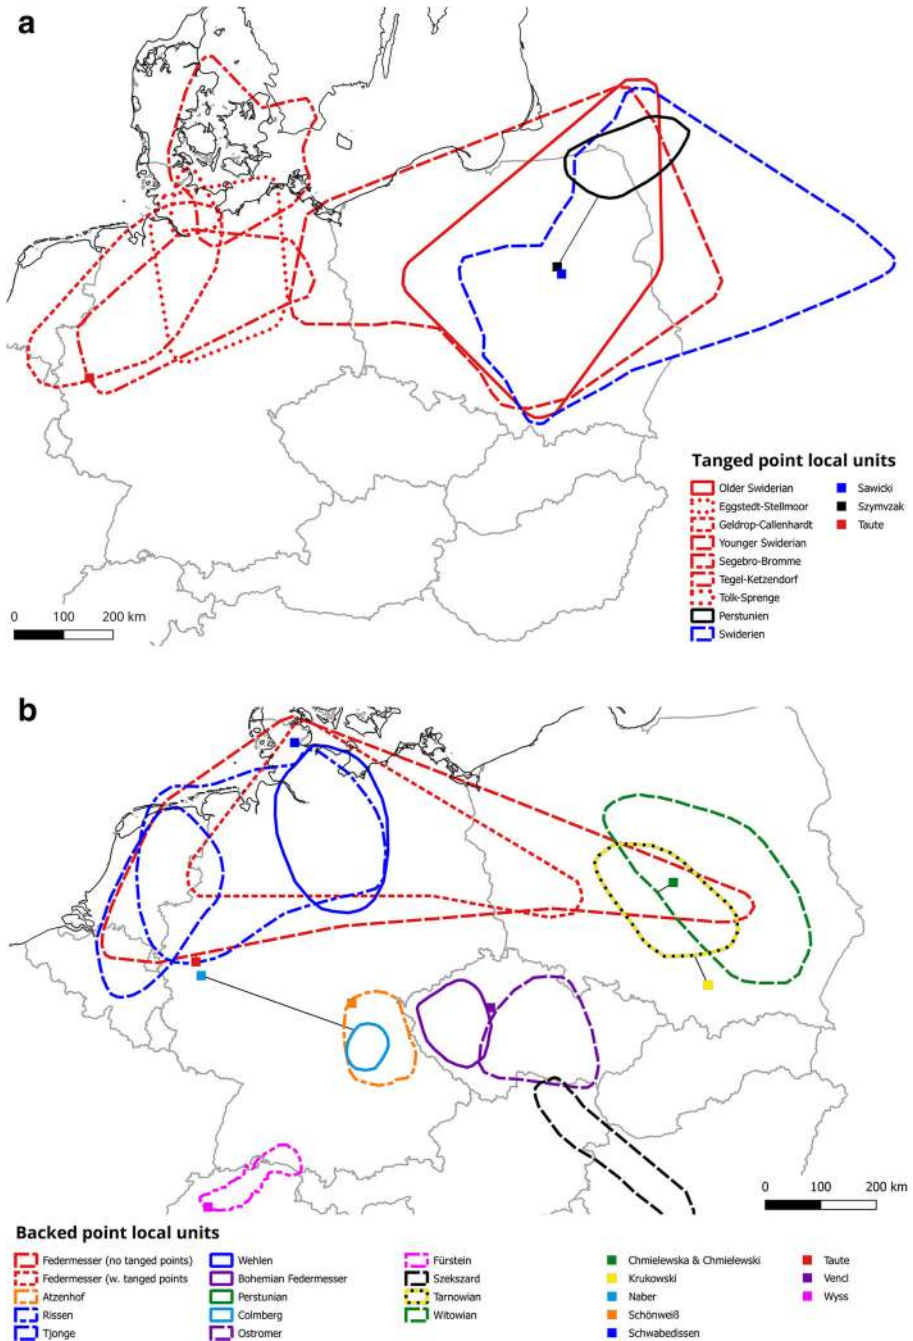 a
Tanged point local units
Older Swiderian
Eggstedt-Stellmoor
Geldrop-Callenhardt
Younger Swiderian
Segebro-Bromme
Tegel-Ketzendorf
Tolk-Sprenge
Perstunien
Swiderien
Sawicki
Szymvzak
Taute
0 100 200 km
b
0 100 200 km
Backed point local units
Federmesser (no tanged points)
Federmesser (w. tanged points
Atzenhof
Rissen
Tjonge
Wehlen
Bohemian Federmesser
Perstunian
Colmberg
Ostromer
Fürstein
Szekszard
Tarnowian
Witowian
Chmielewska & Chmielewski
Krukowski
Naber
Schönweiß
Schwabedissen
Taute
Vencl
Wyss